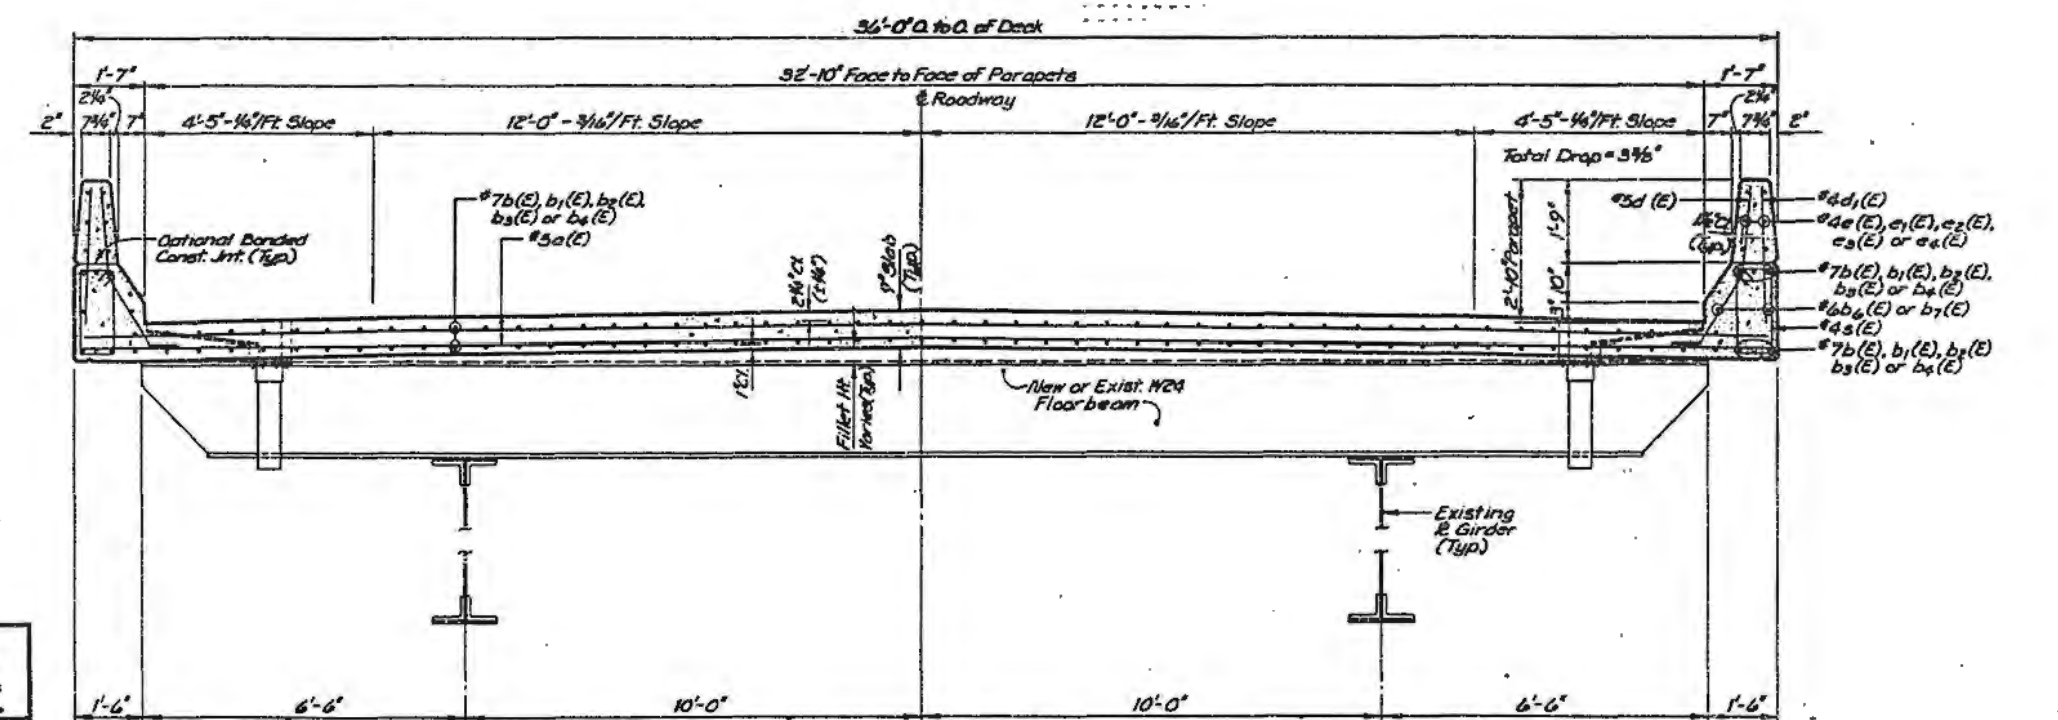 36'-0" O. to O. of Deck
1'-7"
32'-10" Face to Face of Parapets
1'-7"
2¼"
℄ Roadway
2¼"
2"
7¾"
7"
4'-5"-¼"/Ft. Slope
12'-0" - 3/16"/Ft. Slope
12'-0" - 3/16"/Ft. Slope
4'-5"-¼"/Ft. Slope
7"
7¾"
2"
Total Drop = 3⅜"
#7b(E), b1(E), b2(E),
b3(E) or b4(E)
#5a(E)
Optional Bonded
Const. Jnt. (Typ.)
2¼" Cl.
(±¼")
9" Slab
(Typ.)
1" Cl.
Fillet Ht.
Varies (Typ.)
New or Exist. W24
Floorbeam
2'-10" Parapet
1'-9"
10"
3"
#5d (E)
(Typ.)
#4d1(E)
#4e(E), e1(E), e2(E),
e3(E) or e4(E)
#7b(E), b1(E), b2(E),
b3(E) or b4(E)
#6b6(E) or b7(E)
#4s(E)
#7b(E), b1(E), b2(E)
b3(E) or b4(E)
Existing
℄ Girder
(Typ.)
1'-6"
6'-6"
10'-0"
10'-0"
6'-6"
1'-6"